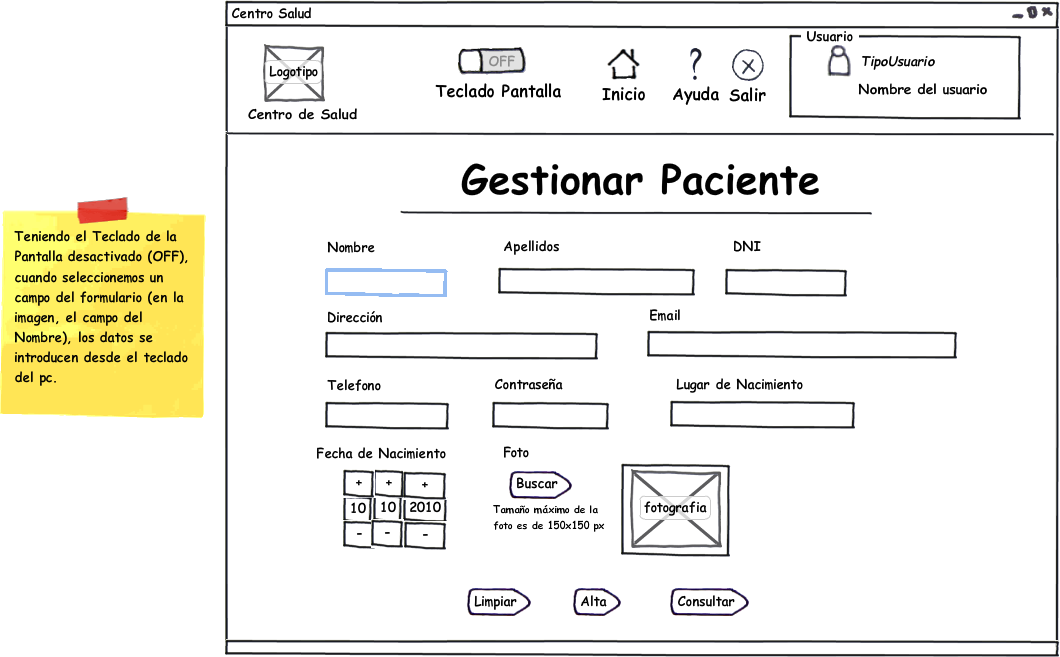 Centro Salud
Logotipo
Centro de Salud
OFF
Teclado Pantalla
Inicio
?
Ayuda
Salir
Usuario
TipoUsuario
Nombre del usuario
Gestionar Paciente
Teniendo el Teclado de la
Pantalla desactivado (OFF),
cuando seleccionemos un
campo del formulario (en la
imagen, el campo del
Nombre), los datos se
introducen desde el teclado
del pc.
Nombre
Apellidos
DNI
Dirección
Email
Telefono
Contraseña
Lugar de Nacimiento
Fecha de Nacimiento
+ + +
10 10 2010
- - -
Foto
Buscar
Tamaño máximo de la
foto es de 150x150 px
fotografia
Limpiar
Alta
Consultar